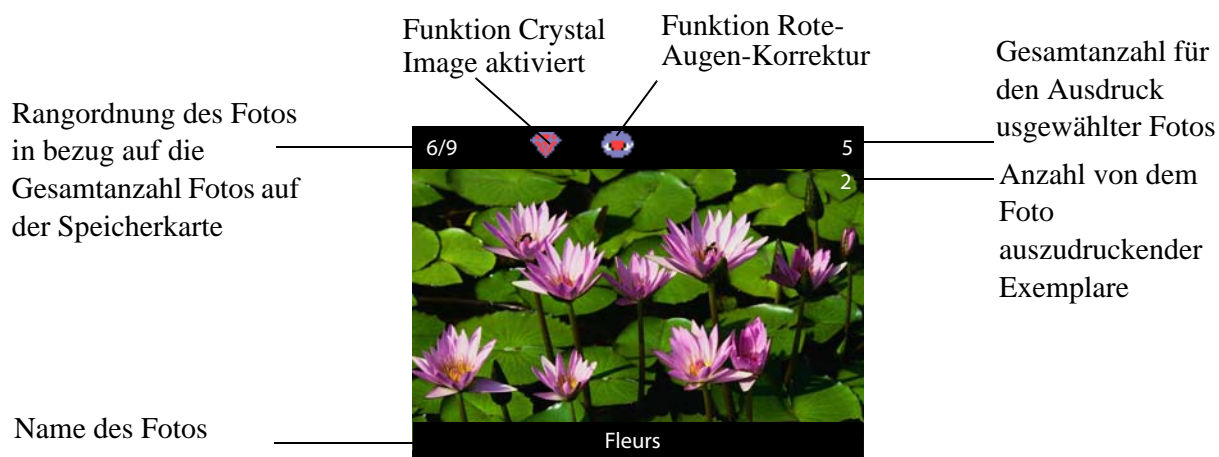 Funktion Crystal
Image aktiviert
Funktion Rote-
Augen-Korrektur
Gesamtanzahl für
den Ausdruck
usgewählter Fotos
Rangordnung des Fotos
in bezug auf die
Gesamtanzahl Fotos auf
der Speicherkarte
6/9
5
2
Anzahl von dem
Foto
auszudruckender
Exemplare
Name des Fotos
Fleurs